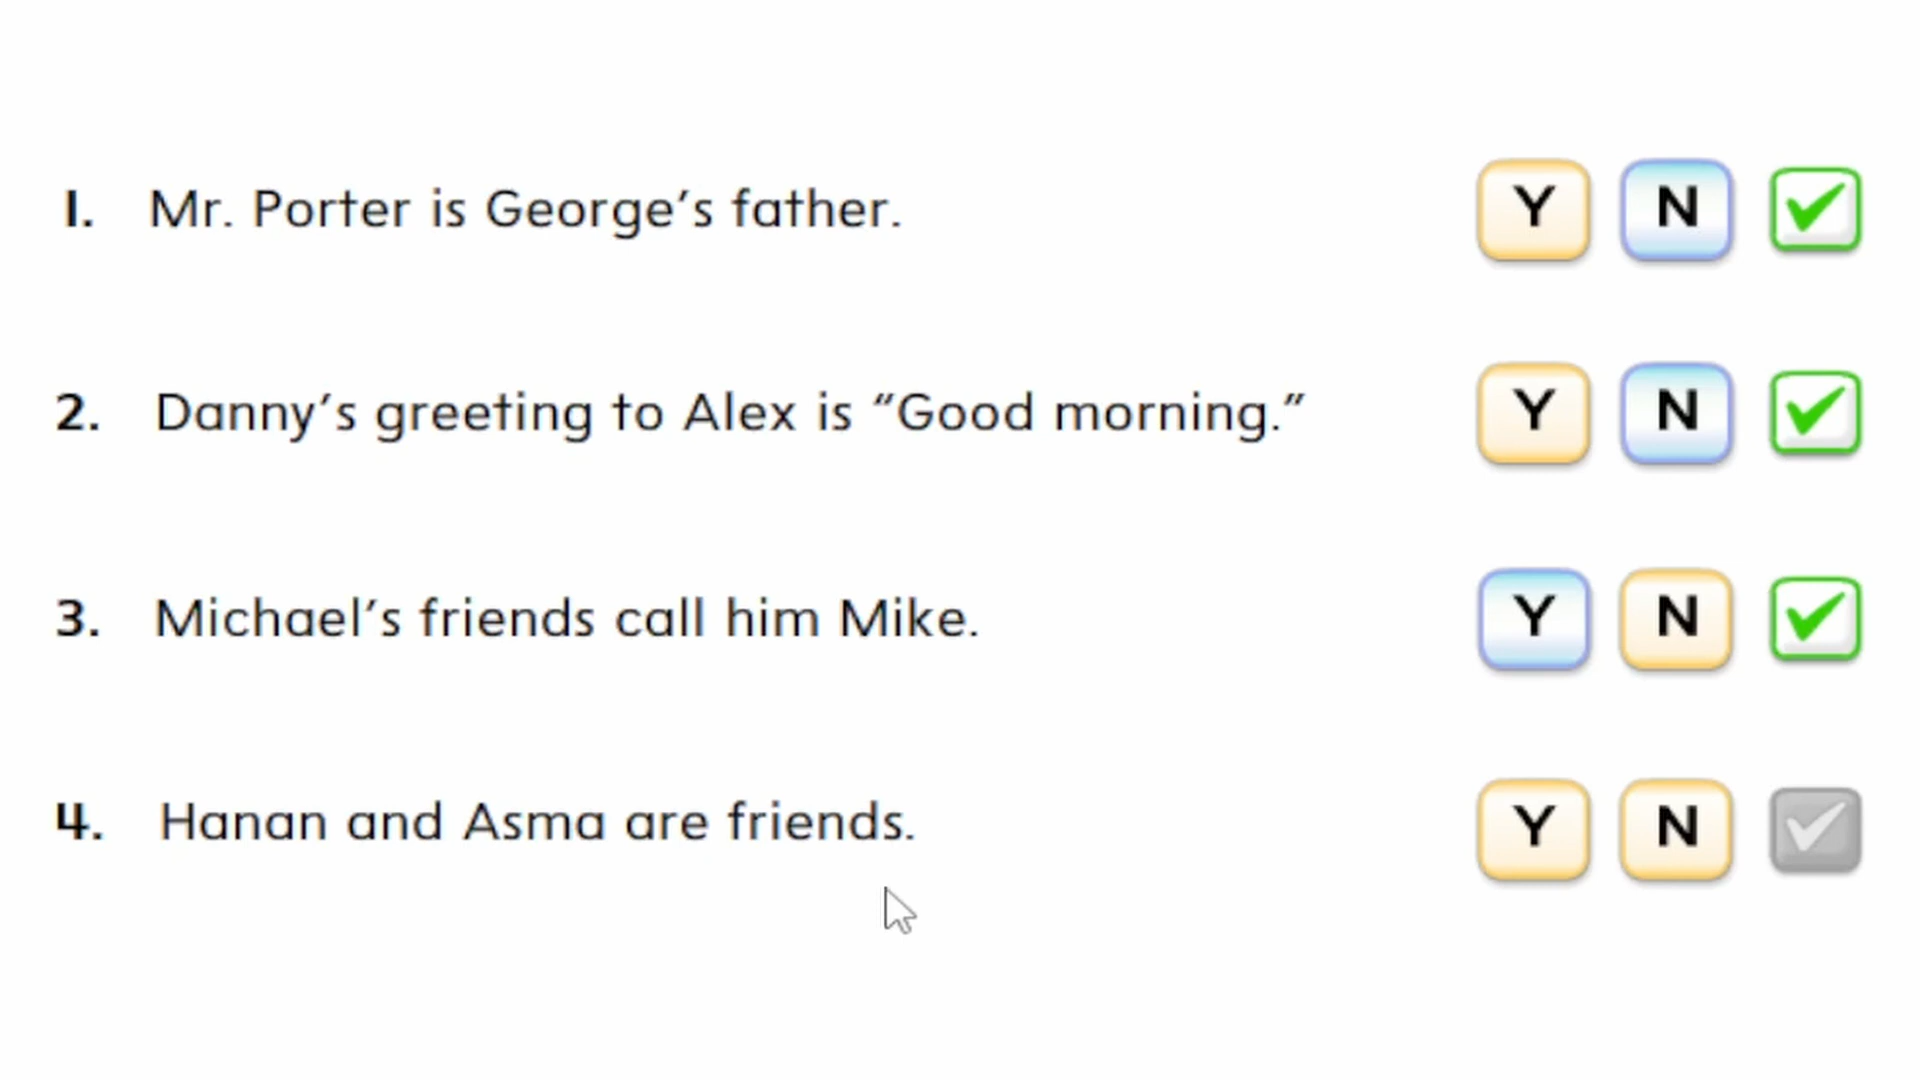 1. Mr. Porter is George’s father. Y N
2. Danny’s greeting to Alex is “Good morning.” Y N
3. Michael’s friends call him Mike. Y N
4. Hanan and Asma are friends. Y N